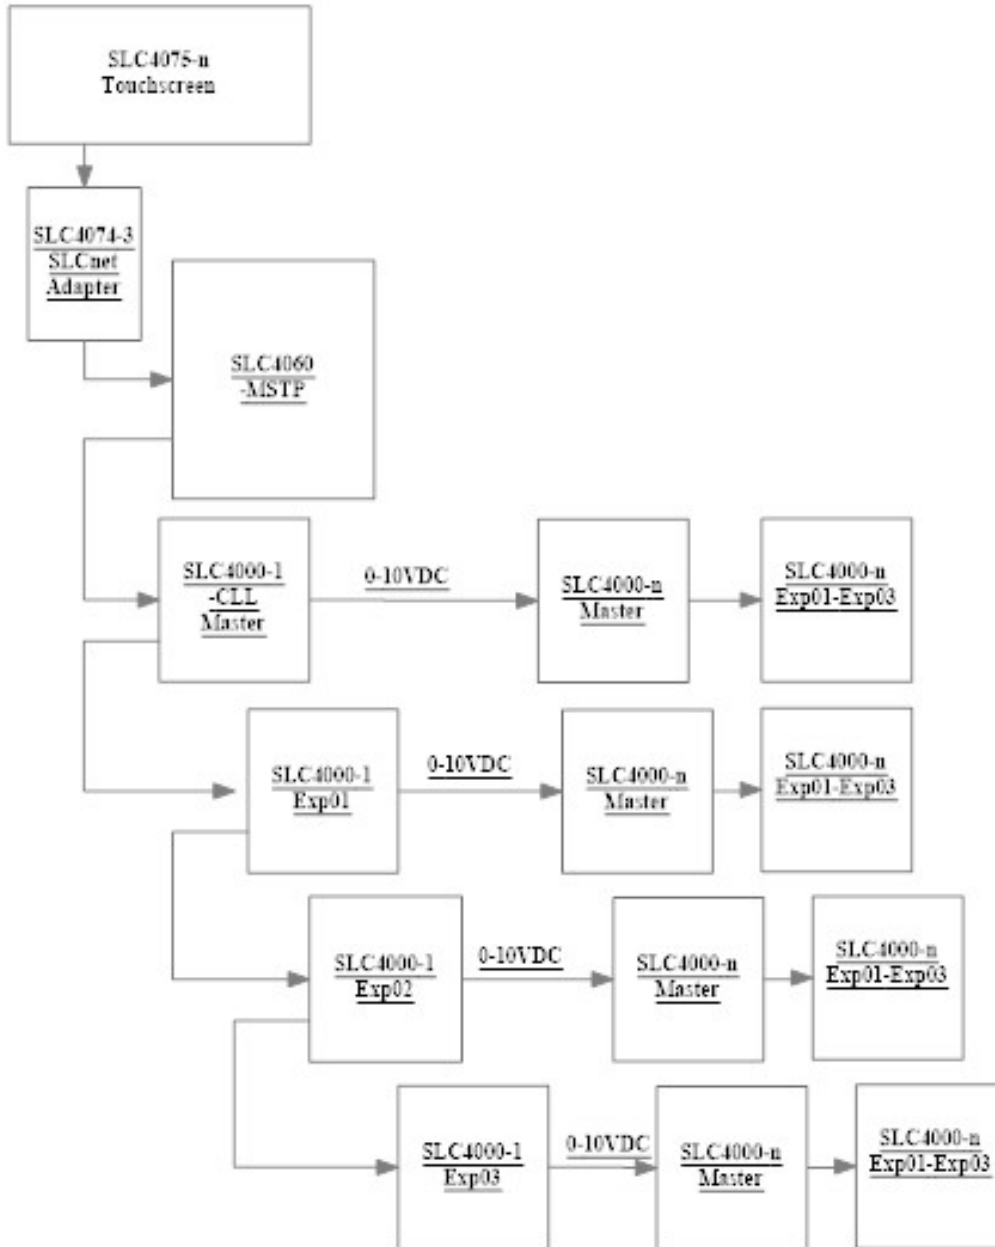 SLC4075-n
Touchscreen
SLC4074-3
SLCnet
Adapter
SLC4060
-MSTP
SLC4000-1
-CLL
Master
0-10VDC
SLC4000-n
Master
SLC4000-n
Exp01-Exp03
SLC4000-1
Exp01
0-10VDC
SLC4000-n
Master
SLC4000-n
Exp01-Exp03
SLC4000-1
Exp02
0-10VDC
SLC4000-n
Master
SLC4000-n
Exp01-Exp03
SLC4000-1
Exp03
0-10VDC
SLC4000-n
Master
SLC4000-n
Exp01-Exp03